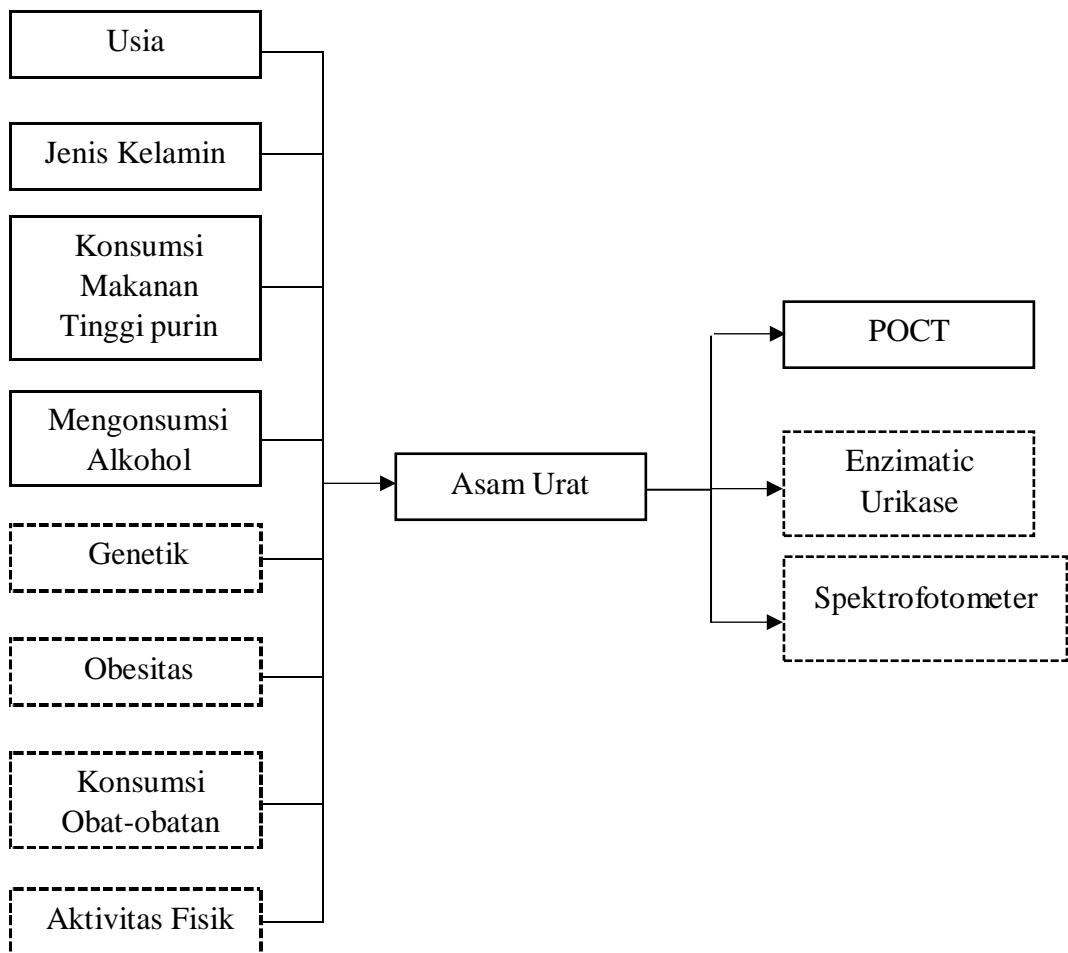 Usia
Jenis Kelamin
Konsumsi
Makanan
Tinggi purin
Mengonsumsi
Alkohol
Genetik
Obesitas
Konsumsi
Obat-obatan
Aktivitas Fisik
Asam Urat
POCT
Enzimatic
Urikase
Spektrofotometer